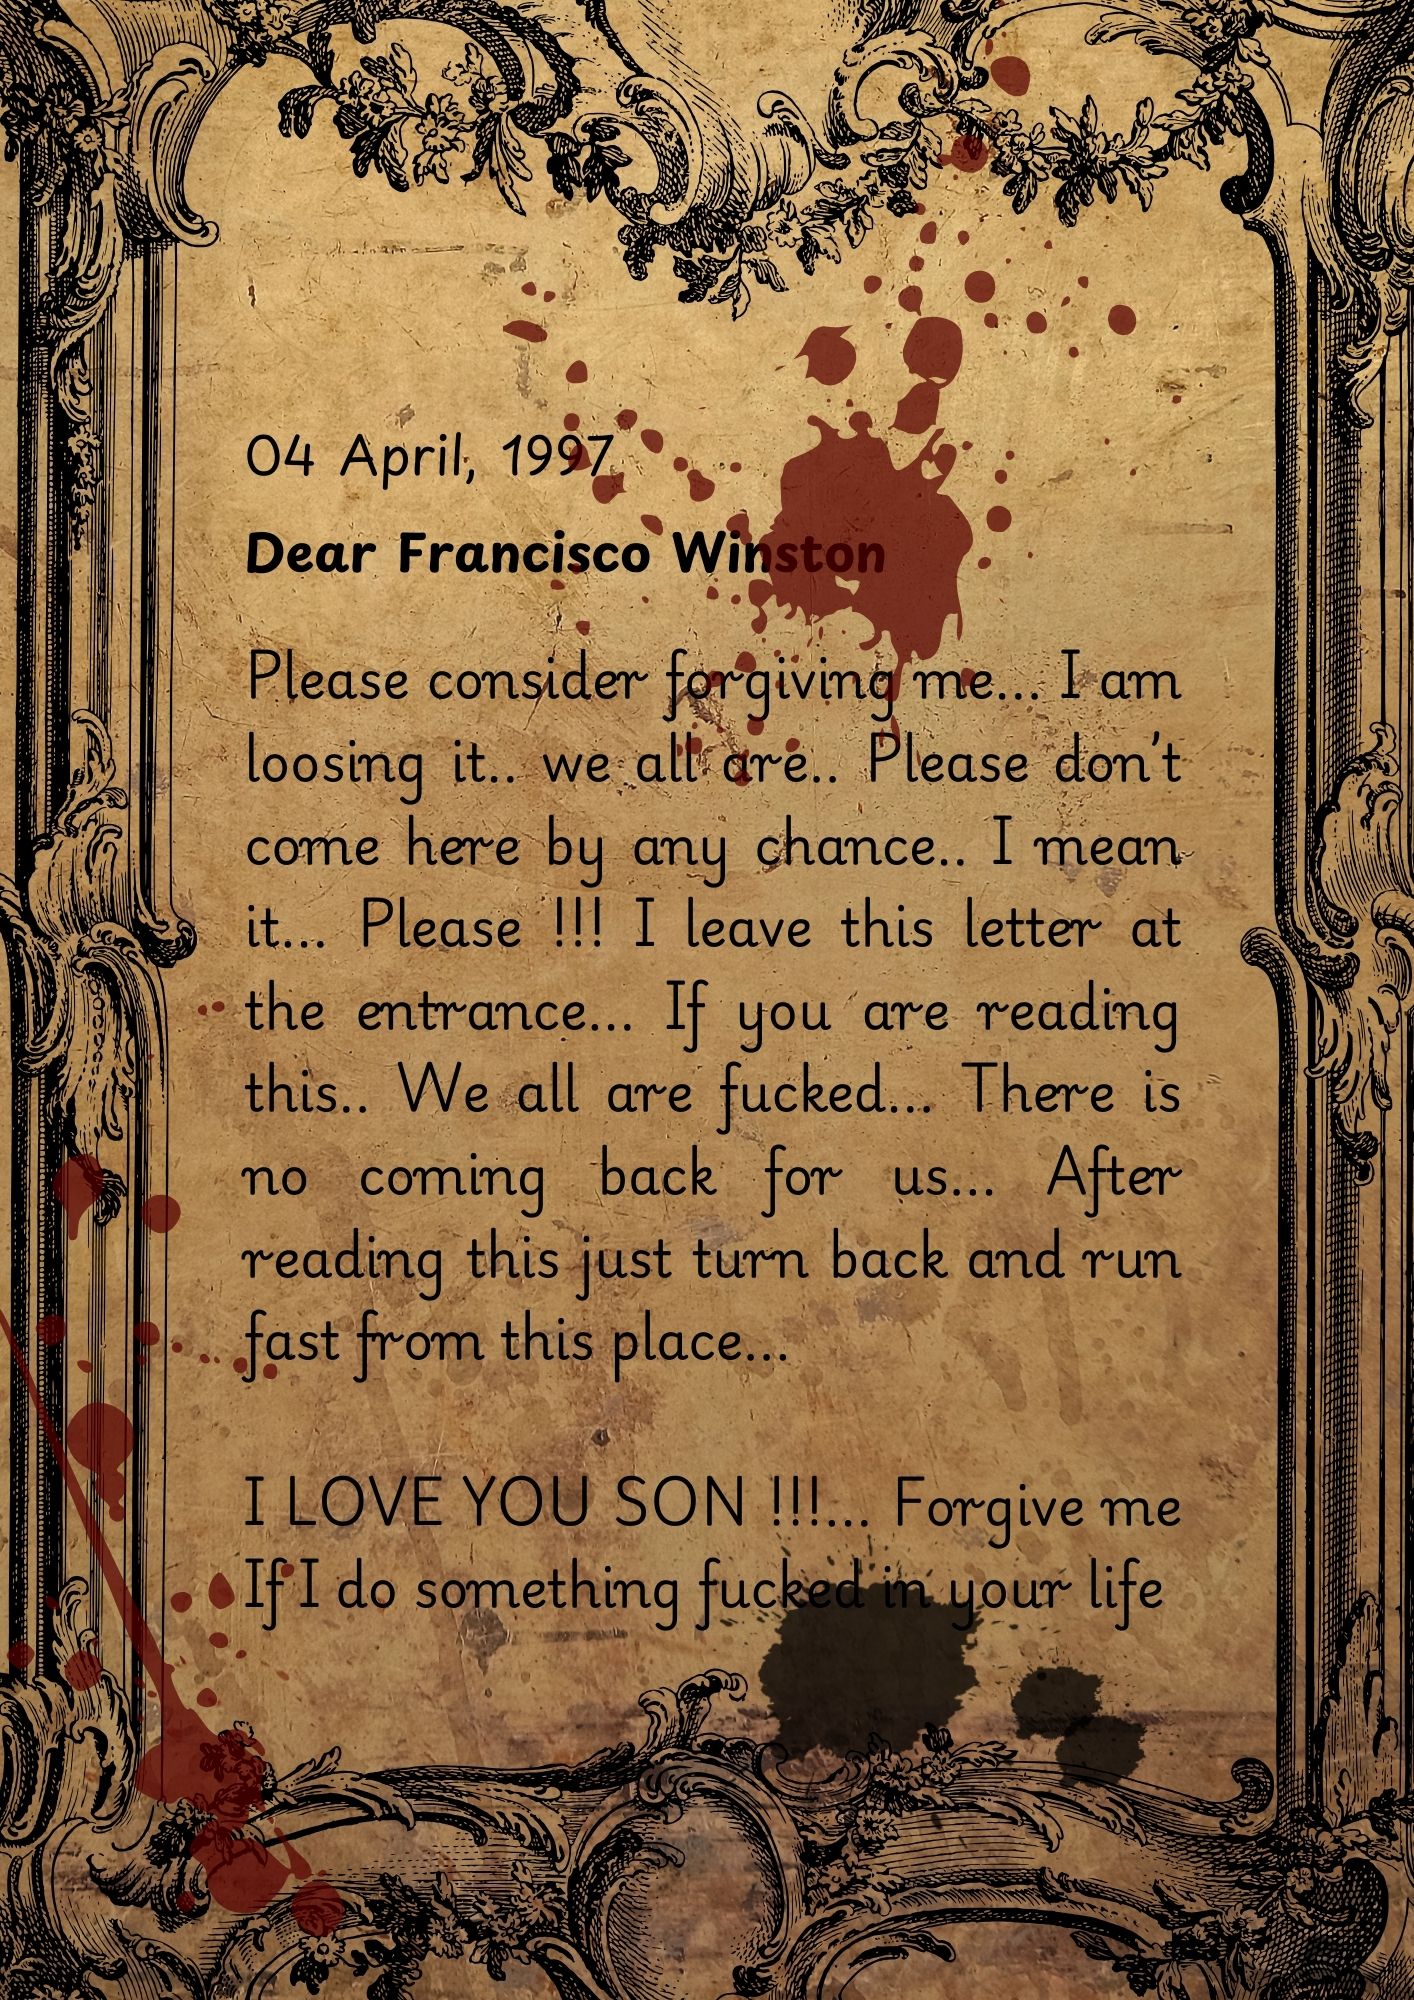 04 April, 1997
Dear Francisco Winston
Please consider forgiving me... I am
loosing it.. we all are.. Please don't
come here by any chance.. I mean
it... Please !!! I leave this letter at
the entrance... If you are reading
this.. We all are fucked... There is
no coming back for us... After
reading this just turn back and run
fast from this place...
I LOVE YOU SON !!!... Forgive me
If I do something fucked in your life